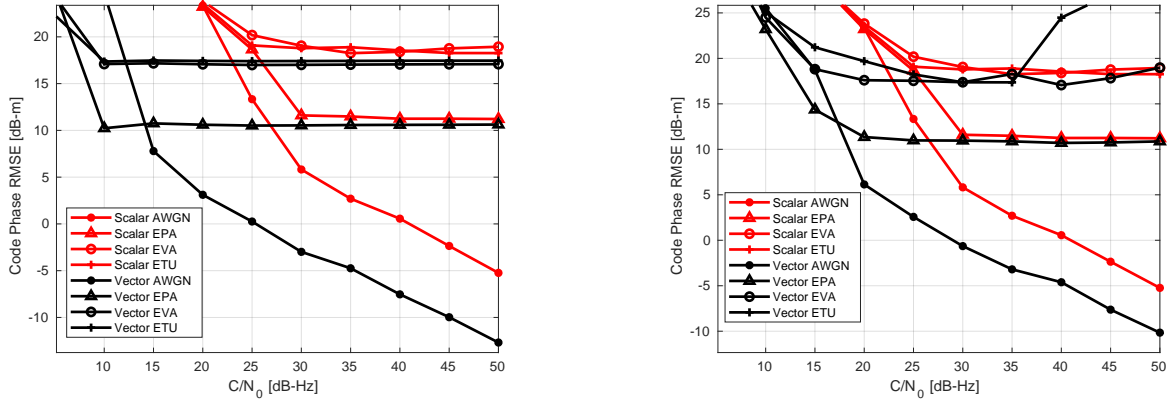 Code Phase RMSE [dB-m]
20
15
10
5
0
-5
-10
Scalar AWGN
Scalar EPA
Scalar EVA
Scalar ETU
Vector AWGN
Vector EPA
Vector EVA
Vector ETU
10 15 20 25 30 35 40 45 50
C/N0 [dB-Hz]
Code Phase RMSE [dB-m]
25
20
15
10
5
0
-5
-10
Scalar AWGN
Scalar EPA
Scalar EVA
Scalar ETU
Vector AWGN
Vector EPA
Vector EVA
Vector ETU
10 15 20 25 30 35 40 45 50
C/N0 [dB-Hz]